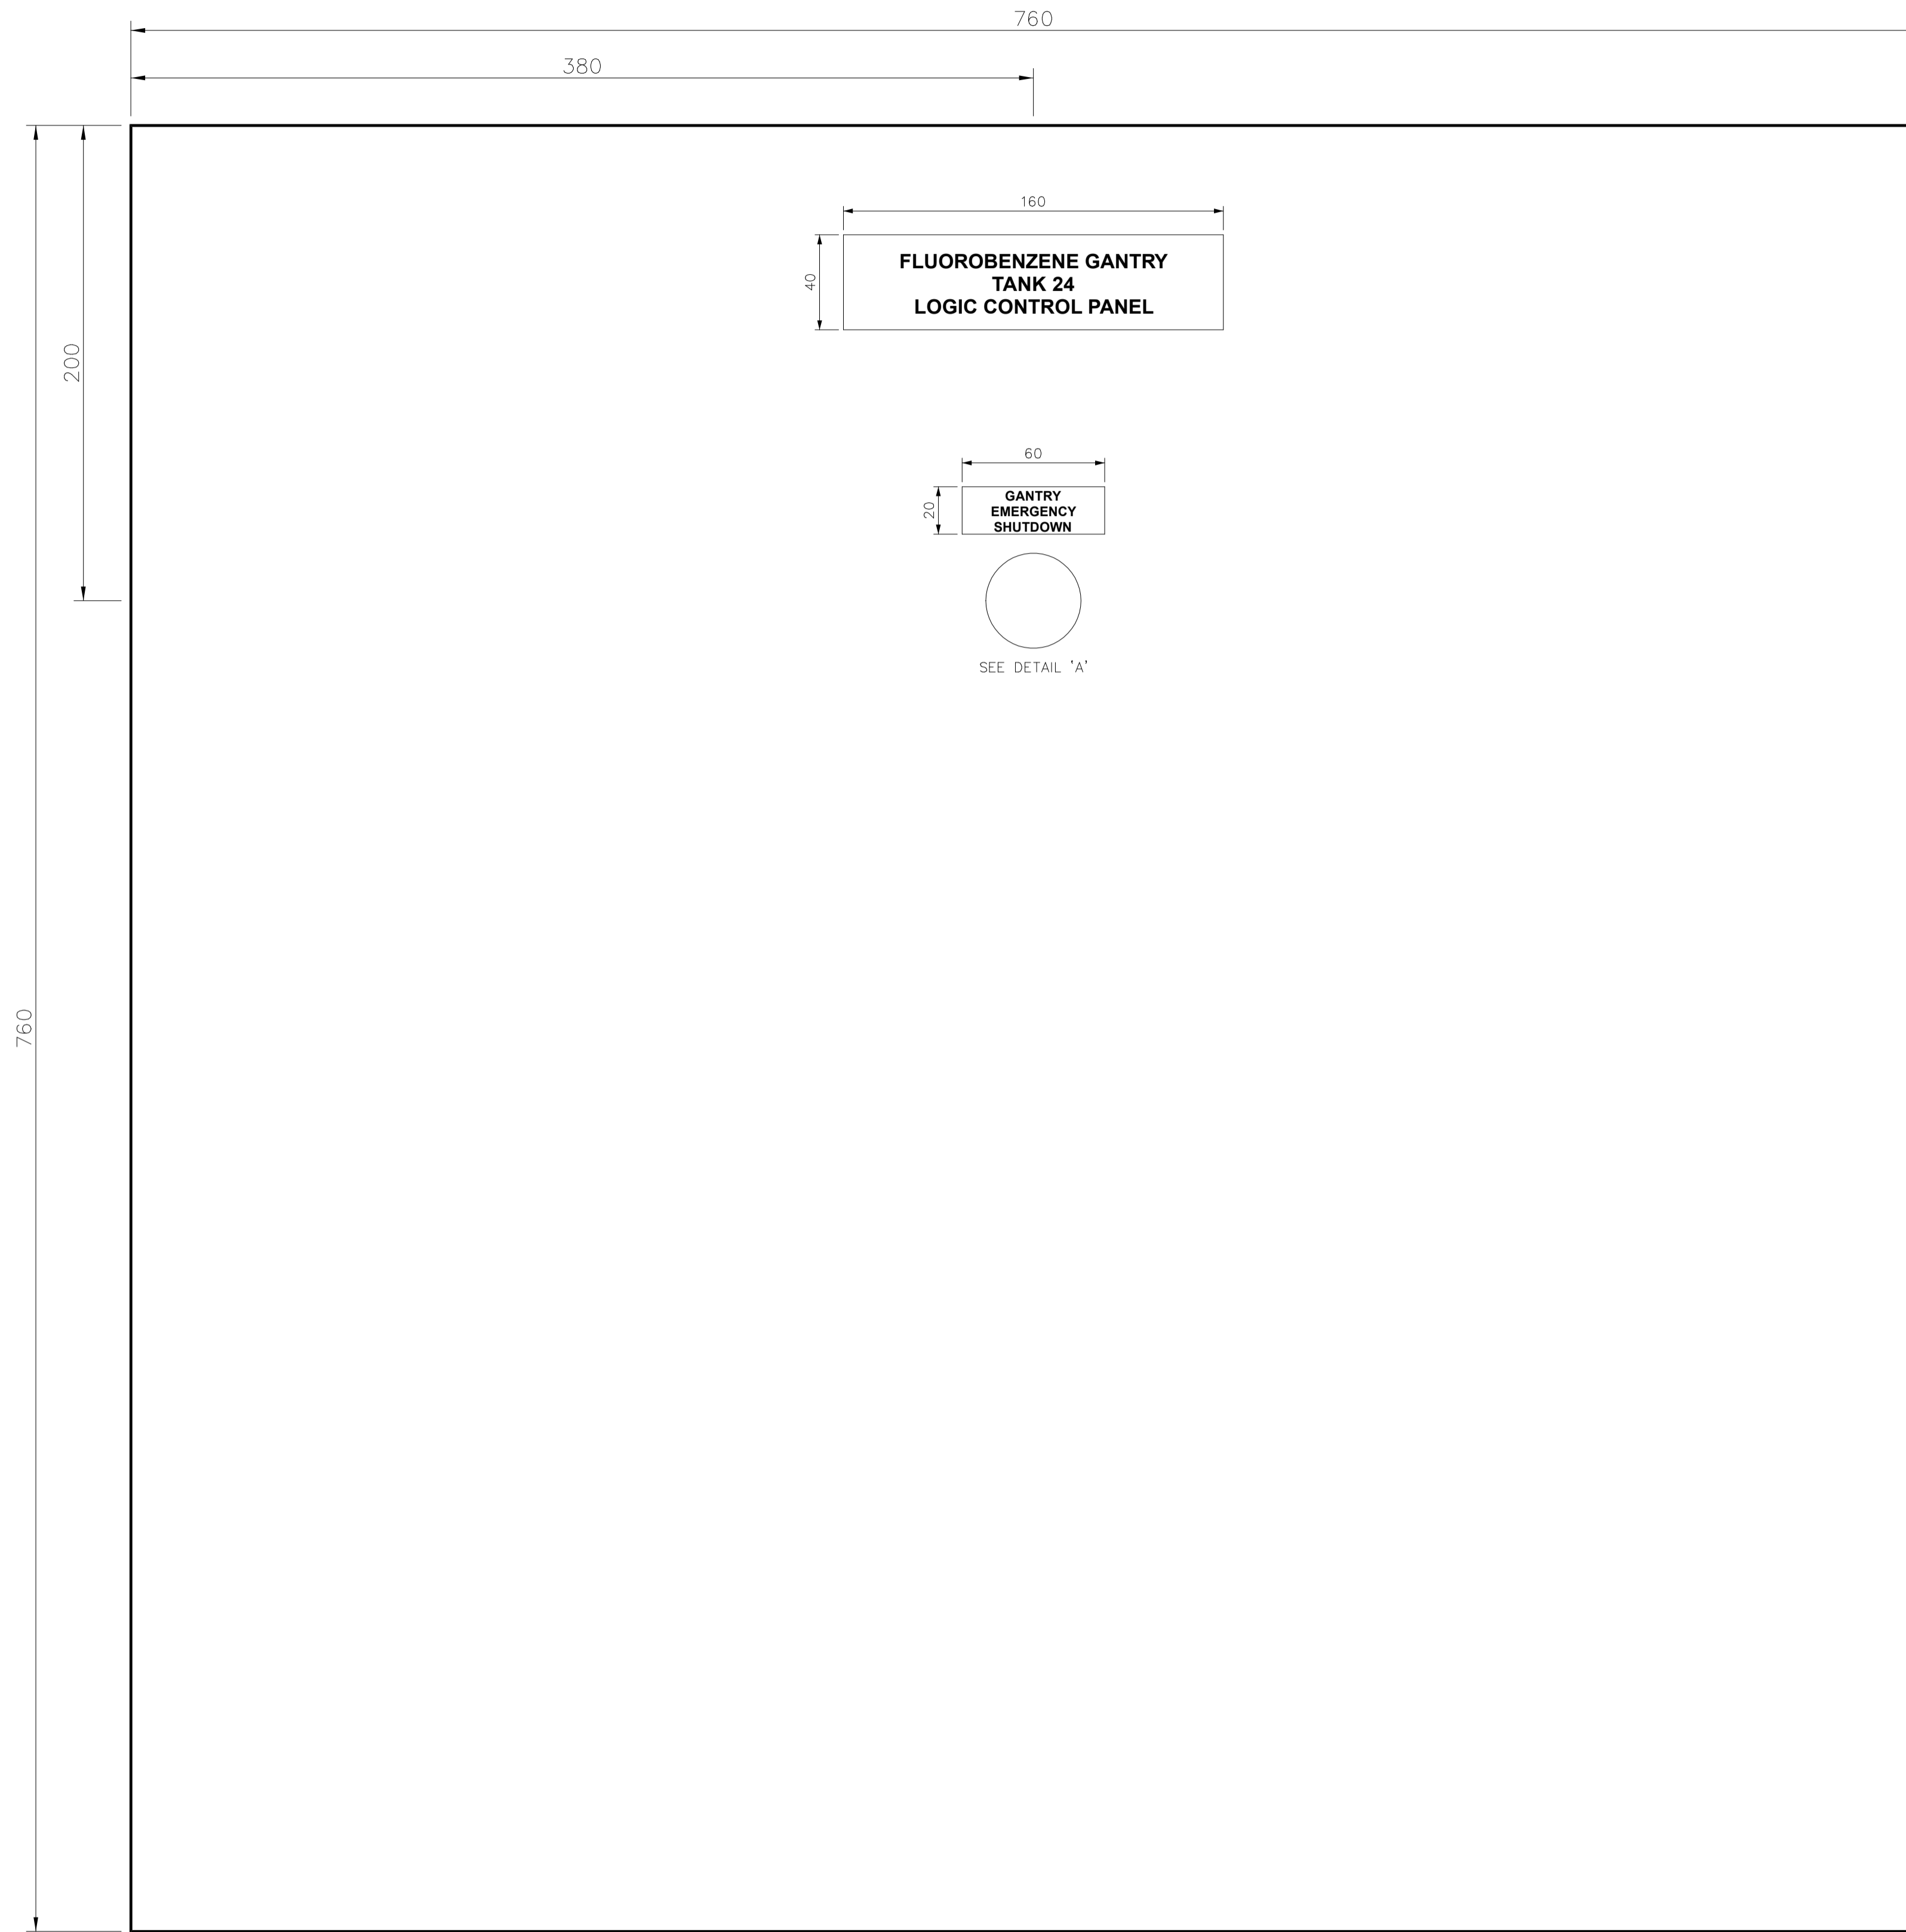 760
380
160
40
FLUOROBENZENE GANTRY
TANK 24
LOGIC CONTROL PANEL
200
60
20
GANTRY
EMERGENCY
SHUTDOWN
SEE DETAIL 'A'
760